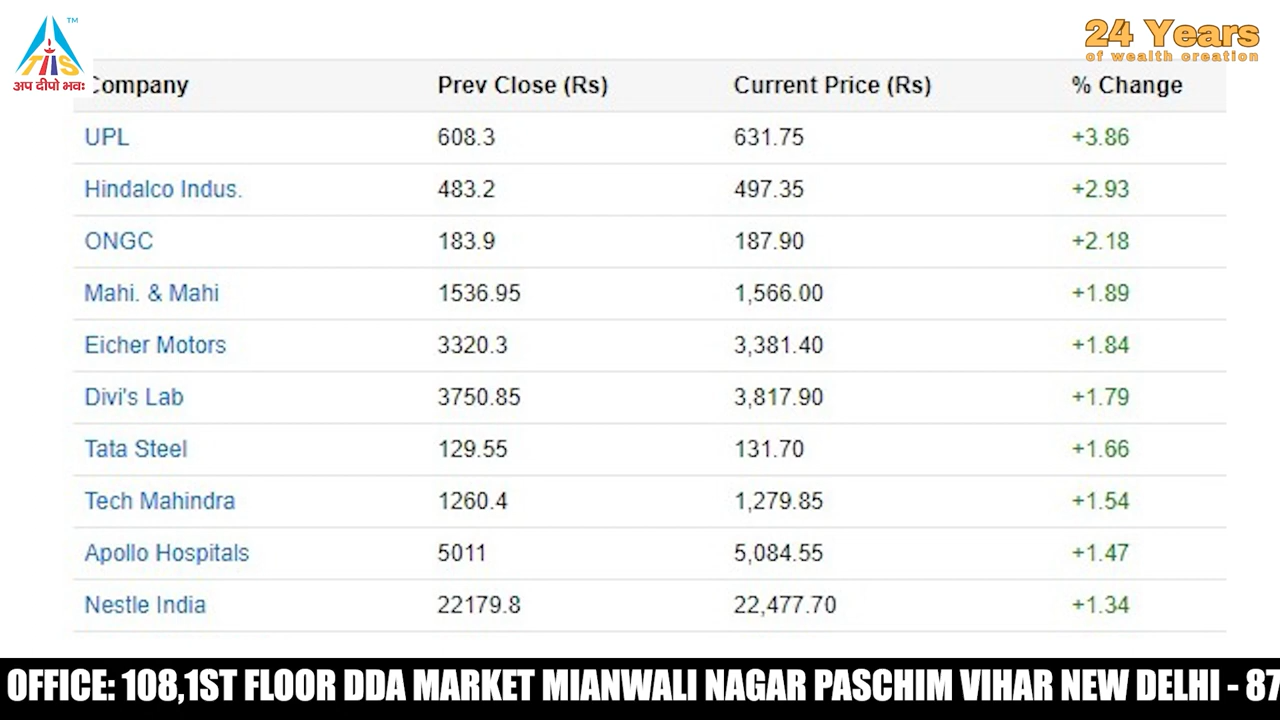 TM
TIIS
अप दीपो भवः
24 Years
of wealth creation
Company Prev Close (Rs) Current Price (Rs) % Change
UPL 608.3 631.75 +3.86
Hindalco Indus. 483.2 497.35 +2.93
ONGC 183.9 187.90 +2.18
Mahi. & Mahi 1536.95 1,566.00 +1.89
Eicher Motors 3320.3 3,381.40 +1.84
Divi's Lab 3750.85 3,817.90 +1.79
Tata Steel 129.55 131.70 +1.66
Tech Mahindra 1260.4 1,279.85 +1.54
Apollo Hospitals 5011 5,084.55 +1.47
Nestle India 22179.8 22,477.70 +1.34
OFFICE: 108,1ST FLOOR DDA MARKET MIANWALI NAGAR PASCHIM VIHAR NEW DELHI - 87